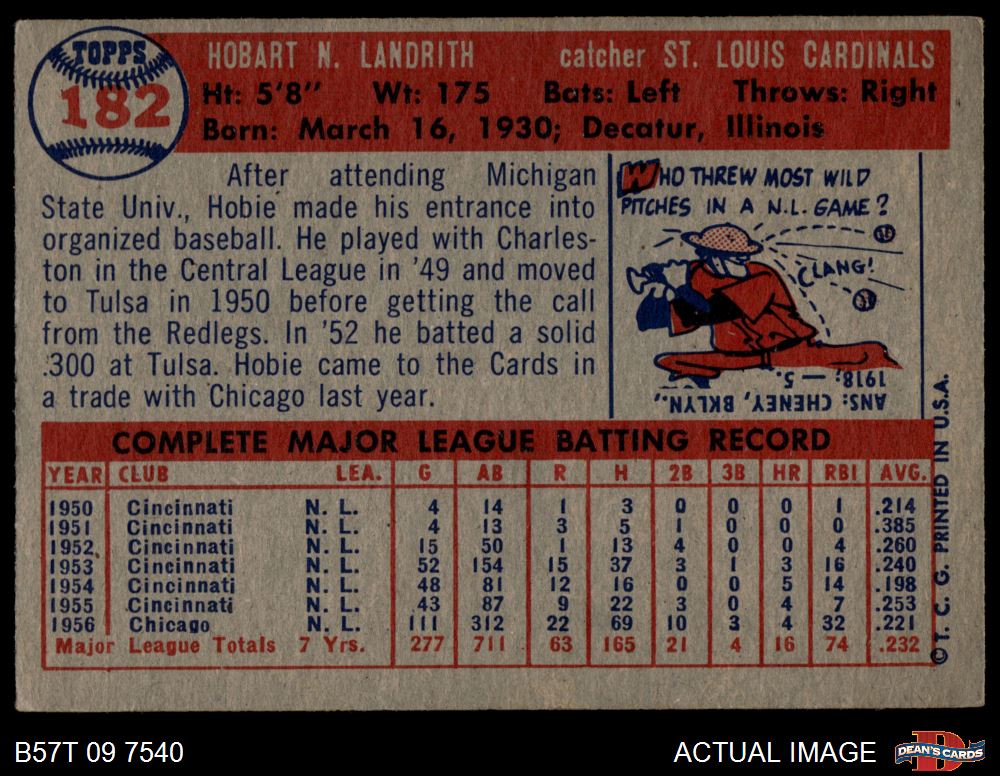 TOPPS
182
HOBART N. LANDRITH catcher ST. LOUIS CARDINALS
Ht: 5'8" Wt: 175 Bats: Left Throws: Right
Born: March 16, 1930; Decatur, Illinois
After attending Michigan
State Univ., Hobie made his entrance into
organized baseball. He played with Charles-
ton in the Central League in '49 and moved
to Tulsa in 1950 before getting the call
from the Redlegs. In '52 he batted a solid
.300 at Tulsa. Hobie came to the Cards in
a trade with Chicago last year.
WHO THREW MOST WILD
PITCHES IN A N.L. GAME?
CLANG!
ANS: CHENEY, BKLYN.,
1918: — 5.
COMPLETE MAJOR LEAGUE BATTING RECORD
YEAR CLUB LEA. G AB R H 2B 3B HR RBI AVG.
1950 Cincinnati N. L. 4 14 1 3 0 0 0 1 .214
1951 Cincinnati N. L. 4 13 3 5 1 0 0 0 .385
1952 Cincinnati N. L. 15 50 1 13 4 0 0 4 .260
1953 Cincinnati N. L. 52 154 15 37 3 1 3 16 .240
1954 Cincinnati N. L. 48 81 12 16 0 0 5 14 .198
1955 Cincinnati N. L. 43 87 9 22 3 0 4 7 .253
1956 Chicago N. L. 111 312 22 69 10 3 4 32 .221
Major League Totals 7 Yrs. 277 711 63 165 21 4 16 74 .232
© T. C. G. PRINTED IN U.S.A.
B57T 09 7540
ACTUAL IMAGE
DEAN'S CARDS